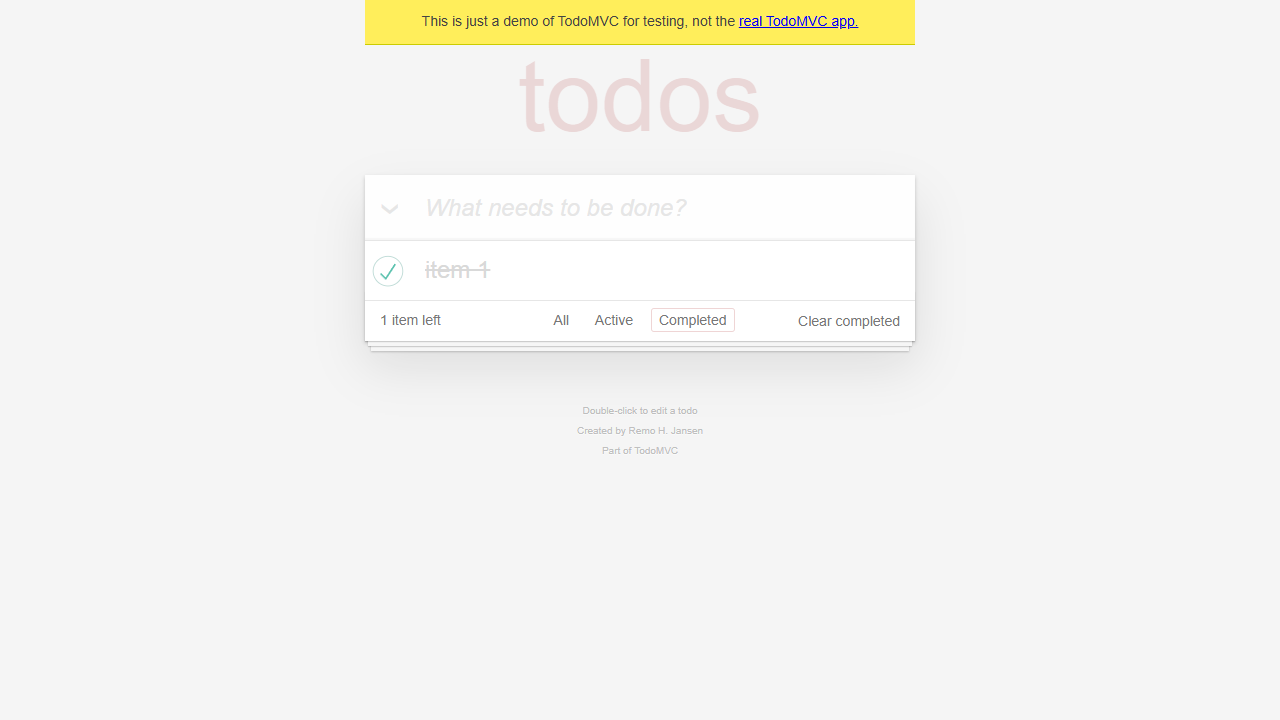 This is just a demo of TodoMVC for testing, not the real TodoMVC app.
todos
What needs to be done?
item 1
1 item left All Active Completed Clear completed
Double-click to edit a todo
Created by Remo H. Jansen
Part of TodoMVC